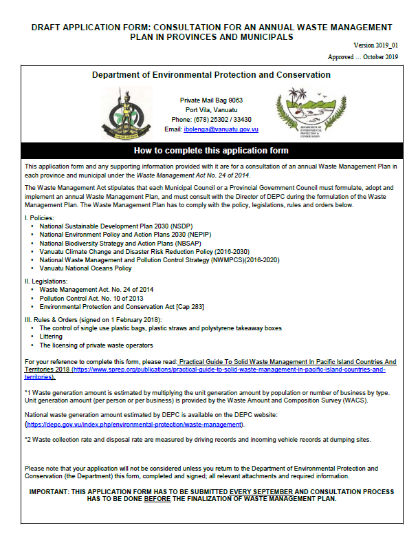 DRAFT APPLICATION FORM: CONSULTATION FOR AN ANNUAL WASTE MANAGEMENT
PLAN IN PROVINCES AND MUNICIPALS
Version 2019_01
Approved ... October 2019
Department of Environmental Protection and Conservation
Private Mail Bag 9063
Port Vila, Vanuatu
Phone: (678) 25302 / 33430
Email: ibolenga@vanuatu.gov.vu
How to complete this application form
This application form and any supporting information provided with it are for a consultation of an annual Waste Management Plan in
each province and municipal under the Waste Management Act No. 24 of 2014.
The Waste Management Act stipulates that each Municipal Council or a Provincial Government Council must formulate, adopt and
implement an annual Waste Management Plan, and must consult with the Director of DEPC during the formulation of the Waste
Management Plan. The Waste Management Plan has to comply with the policy, legislations, rules and orders below.
I. Policies:
• National Sustainable Development Plan 2030 (NSDP)
• National Environment Policy and Action Plans 2030 (NEPIP)
• National Biodiversity Strategy and Action Plans (NBSAP)
• Vanuatu Climate Change and Disaster Risk Reduction Policy (2016-2030)
• National Waste Management and Pollution Control Strategy (NWMPCS)(2016-2020)
• Vanuatu National Oceans Policy
II. Legislations:
• Waste Management Act. No. 24 of 2014
• Pollution Control Act. No. 10 of 2013
• Environmental Protection and Conservation Act [Cap 283]
III. Rules & Orders (signed on 1 February 2018):
• The control of single use plastic bags, plastic straws and polystyrene takeaway boxes
• Littering
• The licensing of private waste operators
For your reference to complete this form, please read: Practical Guide To Solid Waste Management In Pacific Island Countries And
Territories 2018 (https://www.sprep.org/publications/practical-guide-to-solid-waste-management-in-pacific-island-countries-and-
territories).
*1 Waste generation amount is estimated by multiplying the unit generation amount by population or number of business by type.
Unit generation amount (per person or per business) is provided by the Waste Amount and Composition Survey (WACS).
National waste generation amount estimated by DEPC is available on the DEPC website:
(https://depc.gov.vu/index.php/environmental-protection/waste-management).
*2 Waste collection rate and disposal rate are measured by driving records and incoming vehicle records at dumping sites.
Please note that your application will not be considered unless you return to the Department of Environmental Protection and
Conservation (the Department) this form, completed and signed, all relevant attachments and required information.
IMPORTANT: THIS APPLICATION FORM HAS TO BE SUBMITTED EVERY SEPTEMBER AND CONSULTATION PROCESS
HAS TO BE DONE BEFORE THE FINALIZATION OF WASTE MANAGEMENT PLAN.